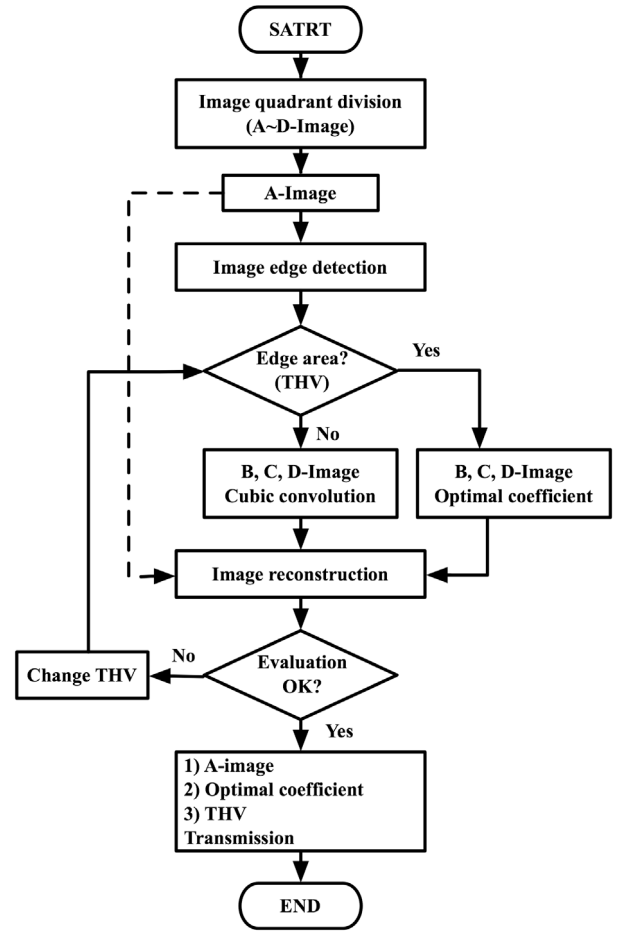 SATRT
Image quadrant division
(A~D-Image)
A-Image
Image edge detection
Edge area?
(THV)
Yes
No
B, C, D-Image
Cubic convolution
B, C, D-Image
Optimal coefficient
Image reconstruction
Change THV
No
Evaluation
OK?
Yes
1) A-image
2) Optimal coefficient
3) THV
Transmission
END